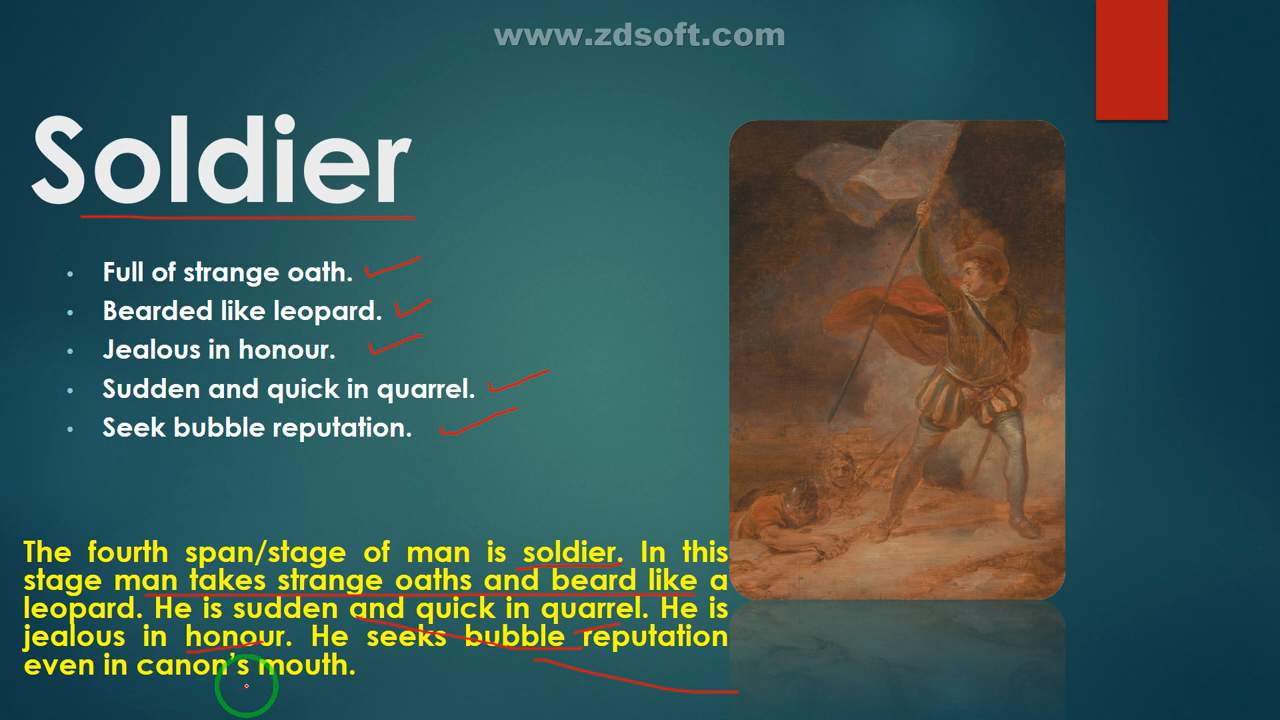 www.zdsoft.com
Soldier
• Full of strange oath.
• Bearded like leopard.
• Jealous in honour.
• Sudden and quick in quarrel.
• Seek bubble reputation.
The fourth span/stage of man is soldier. In this
stage man takes strange oaths and beard like a
leopard. He is sudden and quick in quarrel. He is
jealous in honour. He seeks bubble reputation
even in canon's mouth.